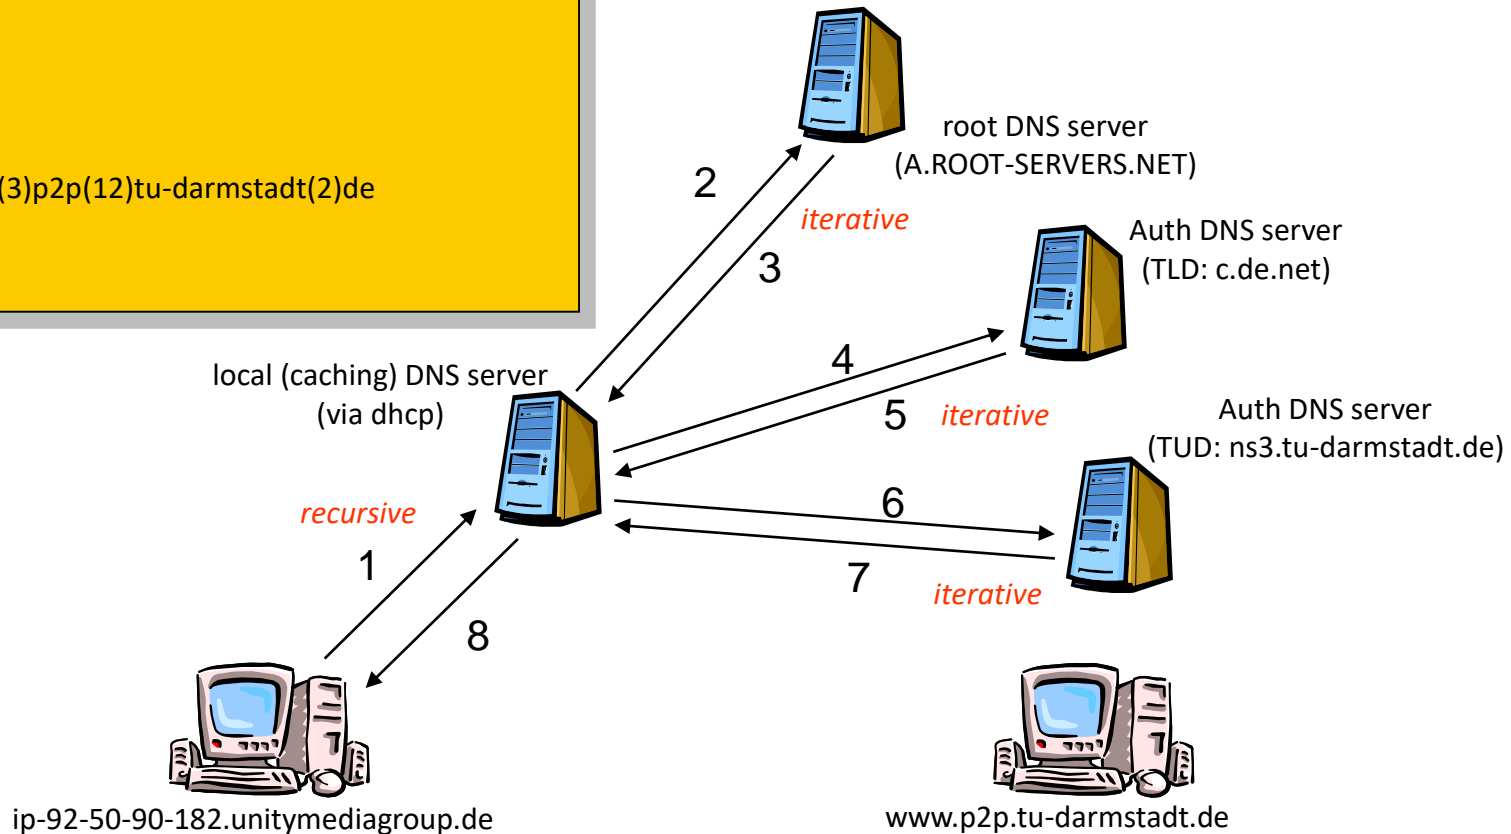 (3)p2p(12)tu-darmstadt(2)de
root DNS server
(A.ROOT-SERVERS.NET)
2
iterative
3
Auth DNS server
(TLD: c.de.net)
local (caching) DNS server
(via dhcp)
4
5
iterative
Auth DNS server
(TUD: ns3.tu-darmstadt.de)
recursive
6
1
7
iterative
8
ip-92-50-90-182.unitymediagroup.de
www.p2p.tu-darmstadt.de